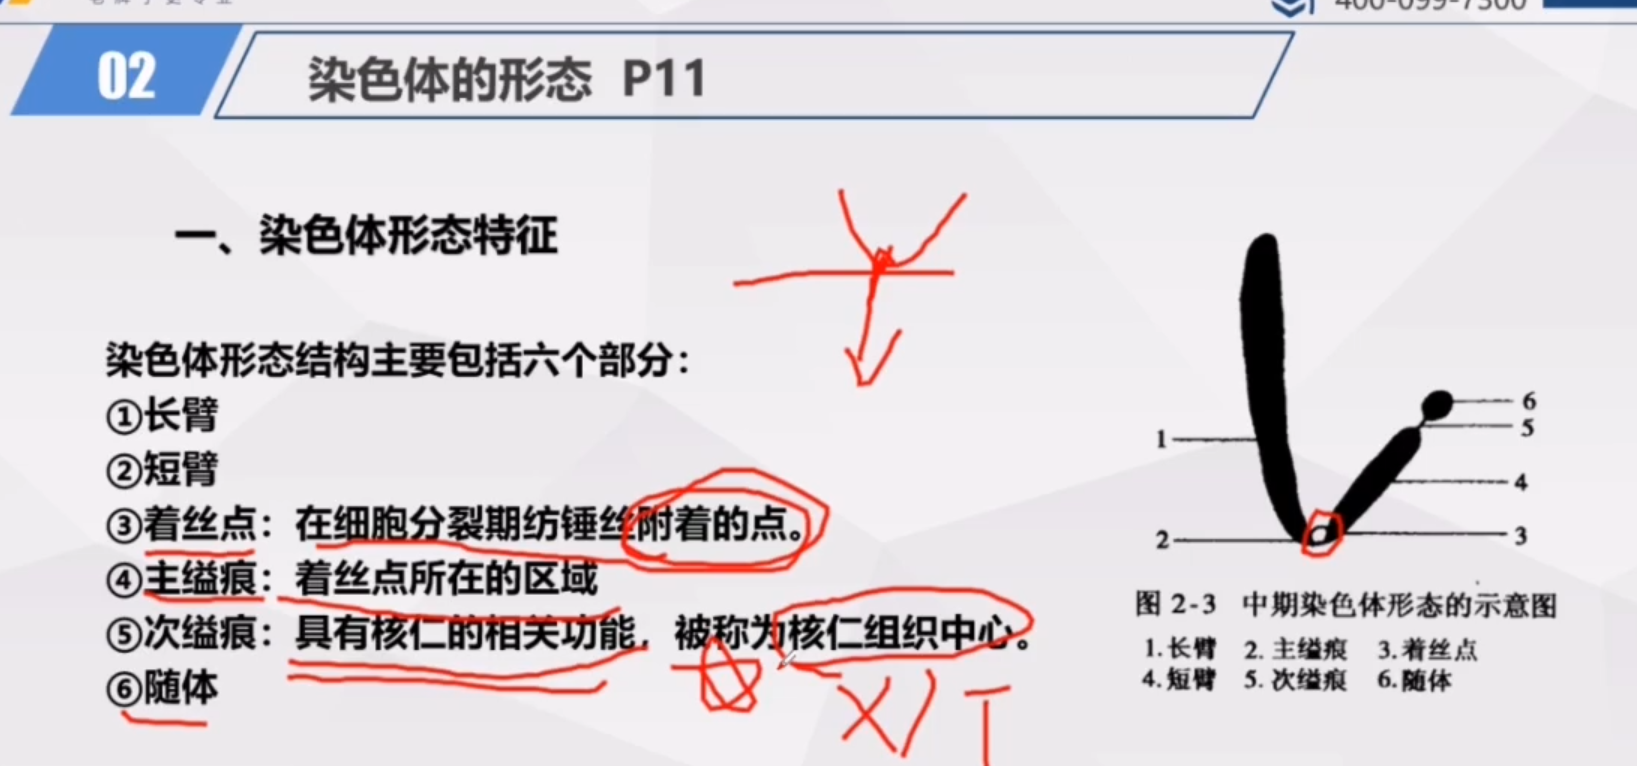 400-099-7500
02
染色体的形态 P11
一、染色体形态特征
染色体形态结构主要包括六个部分：
①长臂
②短臂
③着丝点：在细胞分裂期纺锤丝附着的点。
④主缢痕：着丝点所在的区域
⑤次缢痕：具有核仁的相关功能，被称为核仁组织中心。
⑥随体
1
2
6
5
4
3
图 2-3 中期染色体形态的示意图
1.长臂 2.主缢痕 3.着丝点
4.短臂 5.次缢痕 6.随体